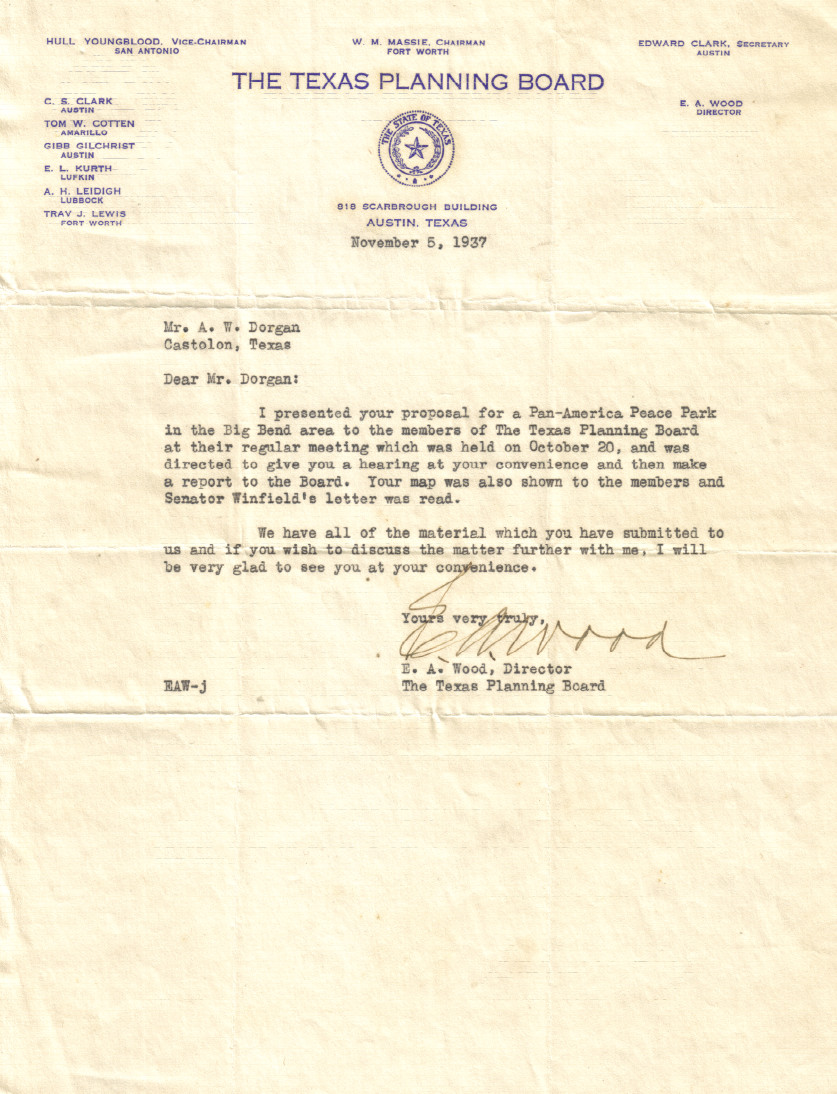 HULL YOUNGBLOOD, VICE-CHAIRMAN
SAN ANTONIO
W. M. MASSIE, CHAIRMAN
FORT WORTH
EDWARD CLARK, SECRETARY
AUSTIN
THE TEXAS PLANNING BOARD
C. S. CLARK
AUSTIN
TOM W. COTTEN
AMARILLO
GIBB GILCHRIST
AUSTIN
E. L. KURTH
LUFKIN
A. H. LEIDIGH
LUBBOCK
TRAV J. LEWIS
FORT WORTH
E. A. WOOD
DIRECTOR
THE STATE OF TEXAS
818 SCARBROUGH BUILDING
AUSTIN, TEXAS
November 5, 1937
Mr. A. W. Dorgan
Castolon, Texas
Dear Mr. Dorgan:
I presented your proposal for a Pan-America Peace Park
in the Big Bend area to the members of The Texas Planning Board
at their regular meeting which was held on October 20, and was
directed to give you a hearing at your convenience and then make
a report to the Board. Your map was also shown to the members and
Senator Winfield's letter was read.
We have all of the material which you have submitted to
us and if you wish to discuss the matter further with me, I will
be very glad to see you at your convenience.
Yours very truly,
E. A. Wood
E. A. Wood, Director
EAW-j
The Texas Planning Board